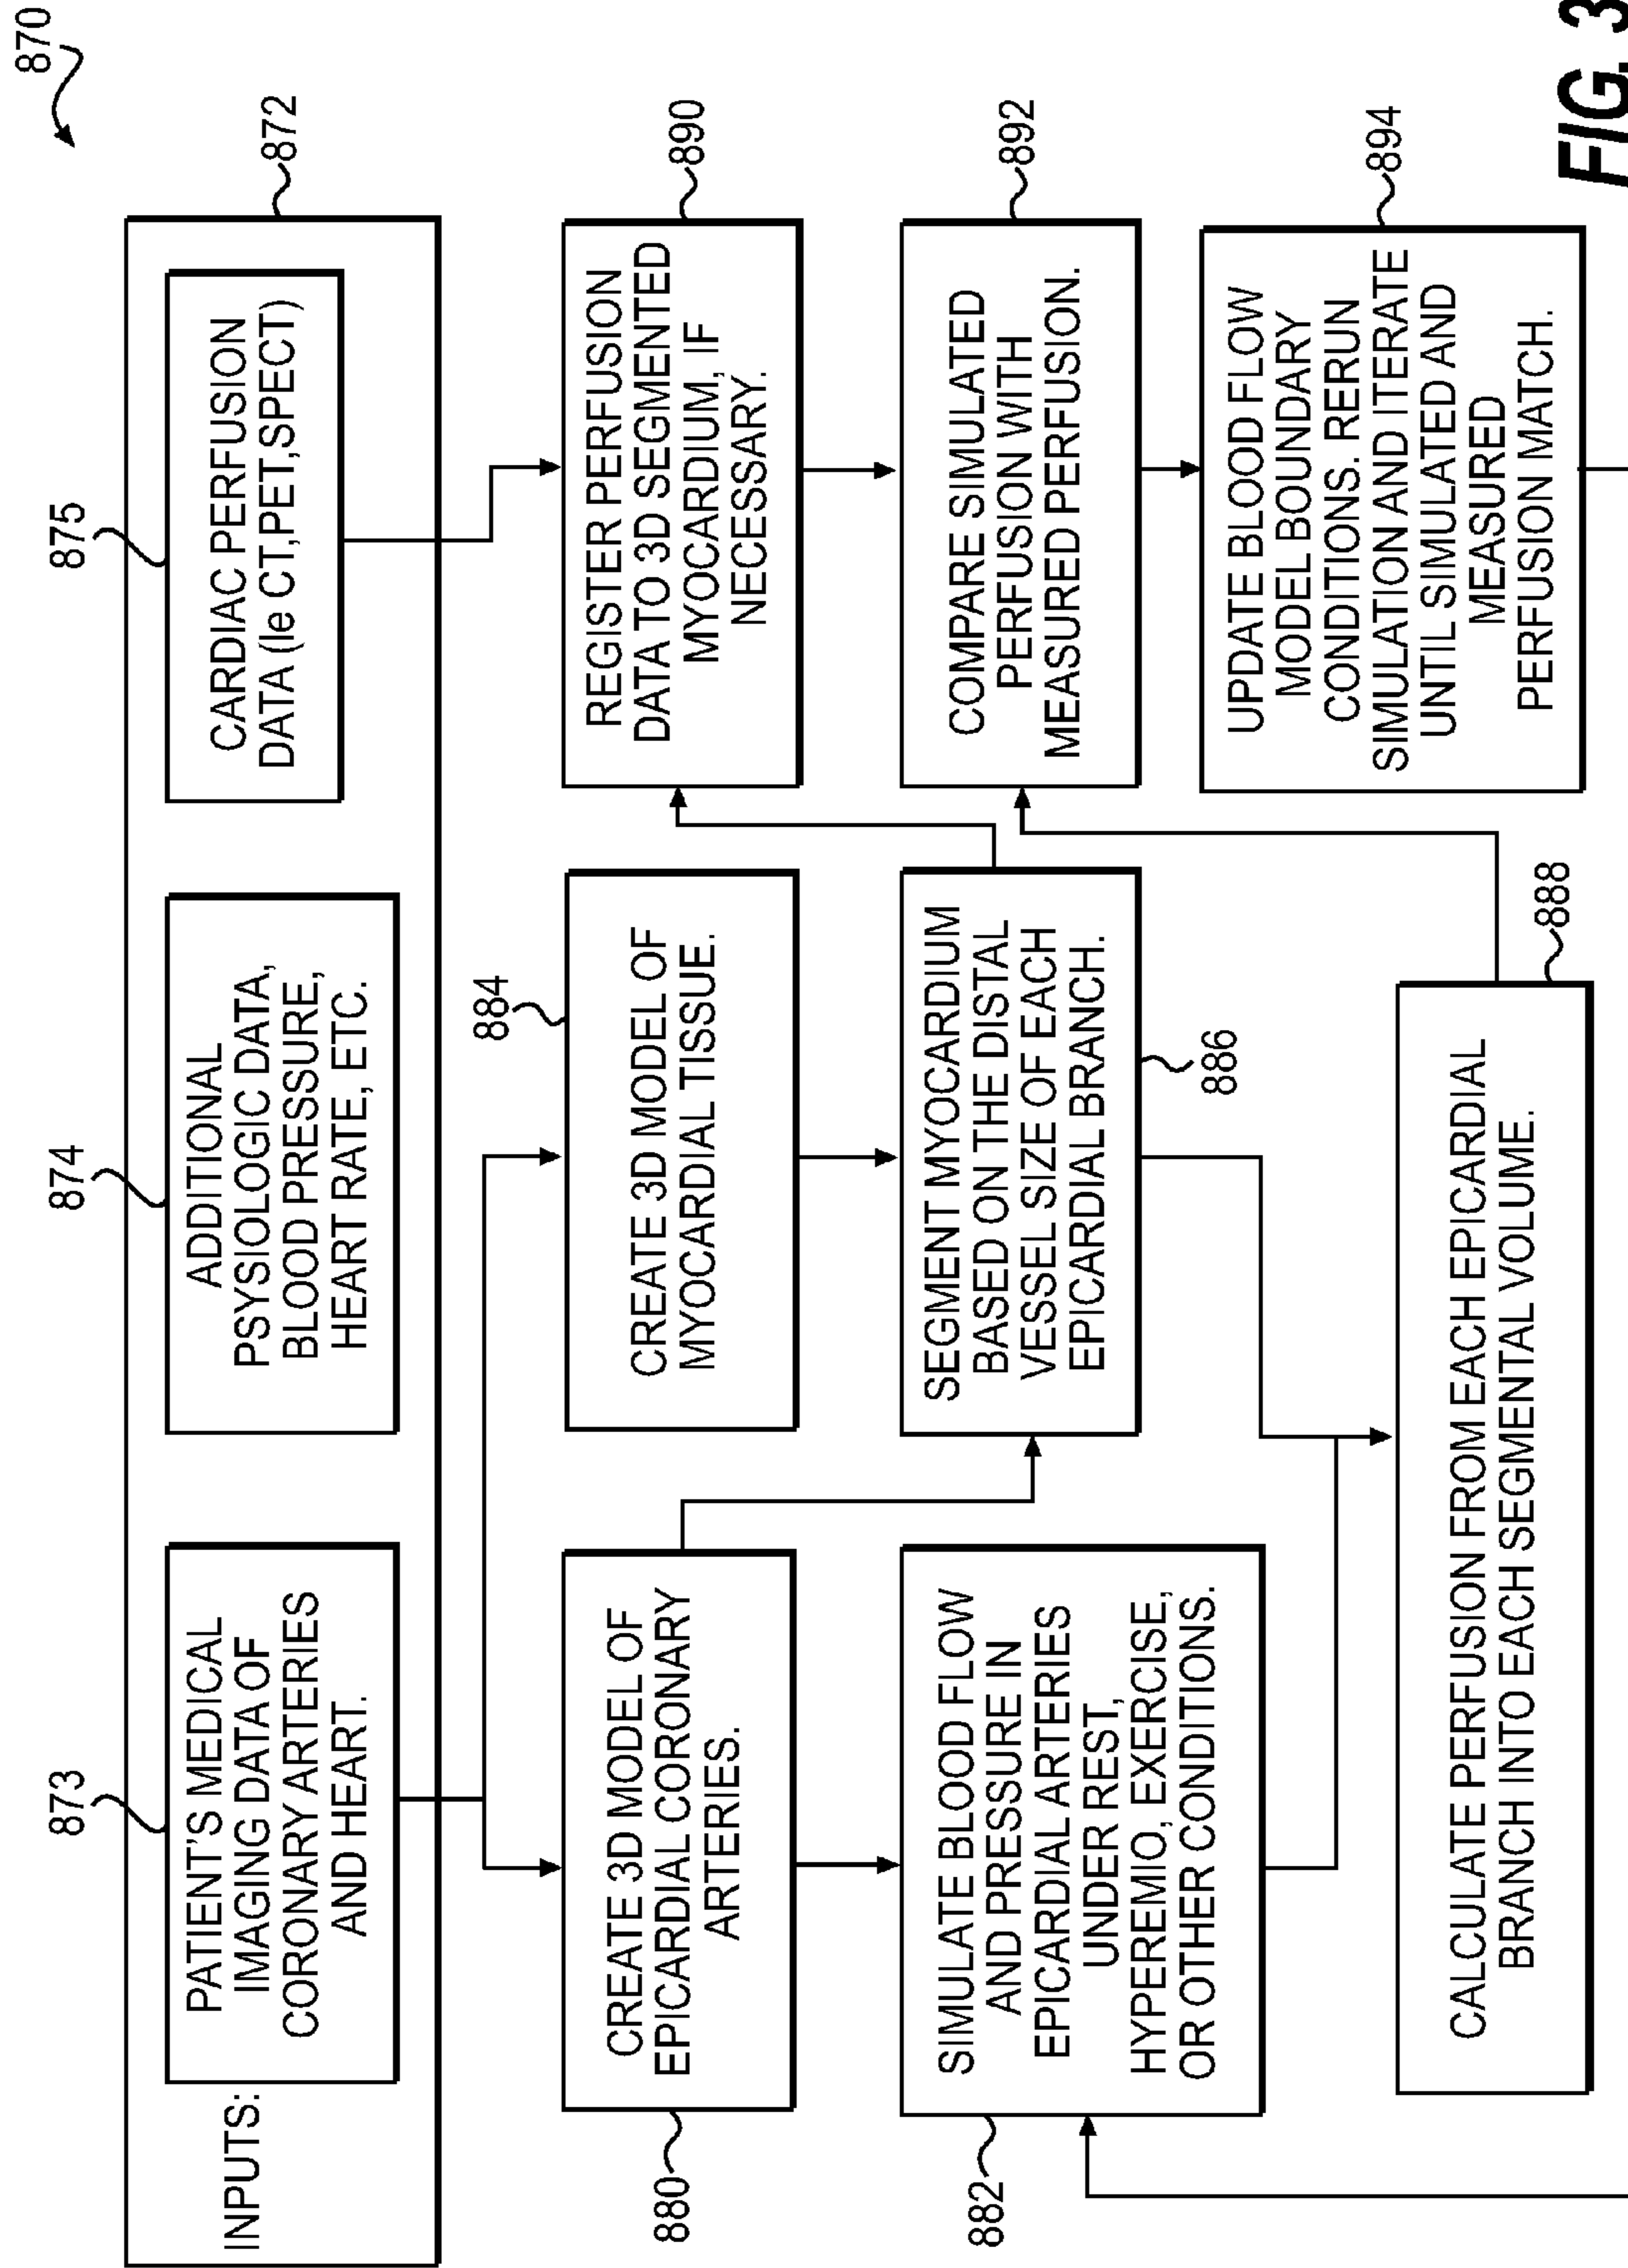 870
872
INPUTS:
873
PATIENT'S MEDICAL
IMAGING DATA OF
CORONARY ARTERIES
AND HEART.
874
ADDITIONAL
PSYSIOLOGIC DATA,
BLOOD PRESSURE,
HEART RATE, ETC.
875
CARDIAC PERFUSION
DATA (Ie CT,PET,SPECT)
880
CREATE 3D MODEL OF
EPICARDIAL CORONARY
ARTERIES.
884
CREATE 3D MODEL OF
MYOCARDIAL TISSUE.
890
REGISTER PERFUSION
DATA TO 3D SEGMENTED
MYOCARDIUM, IF
NECESSARY.
882
SIMULATE BLOOD FLOW
AND PRESSURE IN
EPICARDIAL ARTERIES
UNDER REST,
HYPEREMIO, EXERCISE,
OR OTHER CONDITIONS.
886
SEGMENT MYOCARDIUM
BASED ON THE DISTAL
VESSEL SIZE OF EACH
EPICARDIAL BRANCH.
892
COMPARE SIMULATED
PERFUSION WITH
MEASURED PERFUSION.
888
CALCULATE PERFUSION FROM EACH EPICARDIAL
BRANCH INTO EACH SEGMENTAL VOLUME.
894
UPDATE BLOOD FLOW
MODEL BOUNDARY
CONDITIONS. RERUN
SIMULATION AND ITERATE
UNTIL SIMULATED AND
MEASURED
PERFUSION MATCH.
FIG. 3